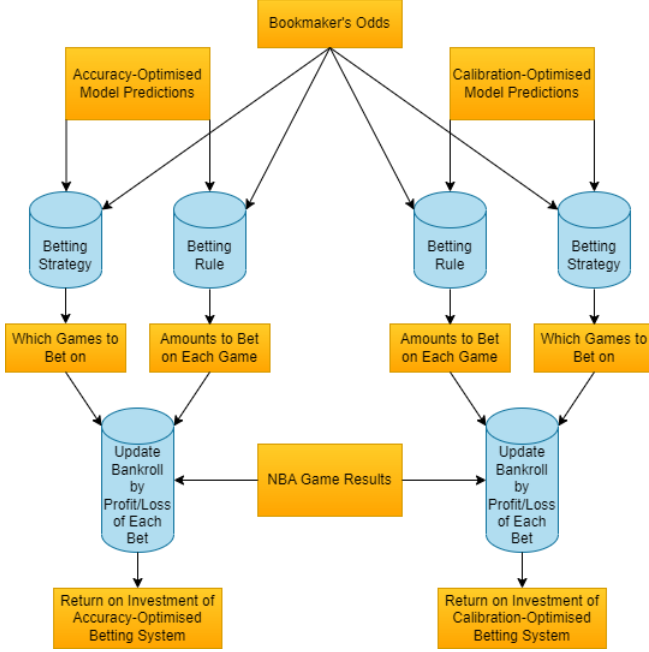 Bookmaker's Odds
Accuracy-Optimised
Model Predictions
Calibration-Optimised
Model Predictions
Betting
Strategy
Betting
Rule
Betting
Rule
Betting
Strategy
Which Games to
Bet on
Amounts to Bet
on Each Game
Amounts to Bet
on Each Game
Which Games to
Bet on
Update
Bankroll
by
Profit/Loss
of Each
Bet
NBA Game Results
Update
Bankroll
by
Profit/Loss
of Each
Bet
Return on Investment of
Accuracy-Optimised
Betting System
Return on Investment of
Calibration-Optimised
Betting System